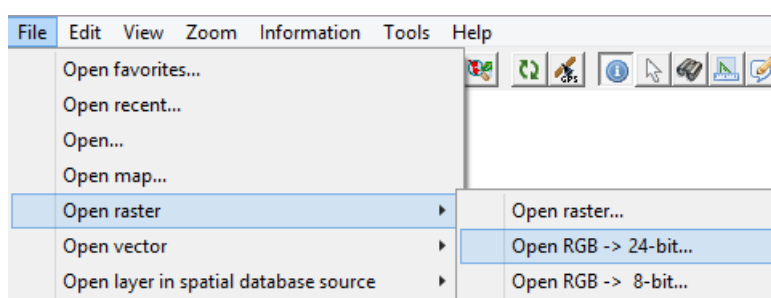 File Edit View Zoom Information Tools Help
GPS
Open favorites...
Open recent...
Open...
Open map...
Open raster
Open raster...
Open vector
Open RGB -> 24-bit...
Open layer in spatial database source
Open RGB ->  8-bit...